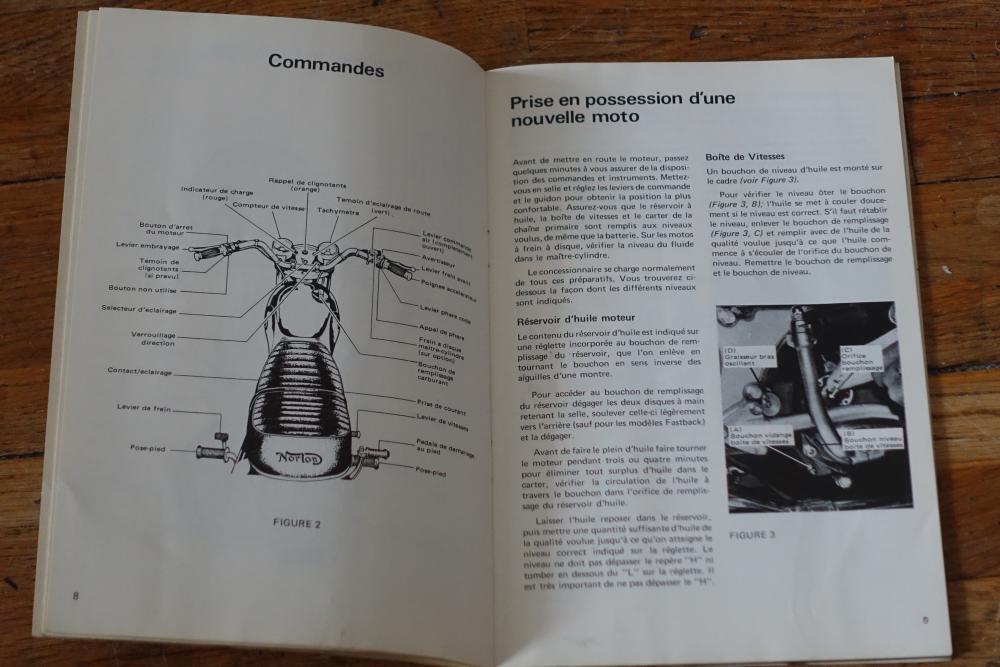 Commandes
Rappel de clignotants
(orange)
Indicateur de charge
(rouge)
Temoin d'eclairage de route
(vert)
Compteur de vitesse
Tachymetre
Bouton d'arret
du moteur
Levier embrayage
Temoin de
clignotants
(si prevu)
Bouton non utilise
Selecteur d'eclairage
Verrouillage
direction
Contact/eclairage
Levier de frein
Pose-pied
Levier commande
air (completement
ouvert)
Avertisseur
Levier frein avant
Poignee accelerateur
Levier phare code
Appel de phare
Frein a disque
maitre-cylindre
(sur option)
Bouchon de
remplissage
carburant
Prise de courant
Levier de vitesses
Pedale de demarage
au pied
Pose-pied
Norton
FIGURE 2
8
Prise en possession d'une
nouvelle moto
Avant de mettre en route le moteur, passez
quelques minutes à vous assurer de la disposi-
tion des commandes et instruments. Mettez-
vous en selle et réglez les leviers de commande
et le guidon pour obtenir la position la plus
confortable. Assurez-vous que le réservoir à
huile, la boîte de vitesses et le carter de la
chaîne primaire sont remplis aux niveaux
voulus, de même que la batterie. Sur les motos
à frein à disque, vérifier la niveau du fluide
dans le maître-cylindre.
Le concessionnaire se charge normalement
de tous ces préparatifs. Vous trouverez ci-
dessous la façon dont les différents niveaux
sont indiqués.
Réservoir d'huile moteur
Le contenu du réservoir d'huile est indiqué sur
une réglette incorporée au bouchon de rem-
plissage du réservoir, que l'on enlève en
tournant le bouchon en sens inverse des
aiguilles d'une montre.
Pour accéder au bouchon de remplissage
du réservoir dégager les deux disques à main
retenant la selle, soulever celle-ci légèrement
vers l'arrière (sauf pour les modèles Fastback)
et la dégager.
Avant de faire le plein d'huile faire tourner
le moteur pendant trois ou quatre minutes
pour éliminer tout surplus d'huile dans le
carter, vérifier la circulation de l'huile à
travers le bouchon dans l'orifice de remplis-
sage du réservoir d'huile.
Laisser l'huile reposer dans le réservoir,
puis mettre une quantité suffisante d'huile de
la qualité voulue jusqu'à ce qu'on atteigne le
niveau correct indiqué sur la réglette. Le
niveau ne doit pas dépasser le repère "H" ni
tomber en dessous du "L" sur la réglette. Il
est très important de ne pas dépasser le "H".
Boîte de Vitesses
Un bouchon de niveau d'huile est monté sur
le cadre (voir Figure 3).
Pour vérifier le niveau ôter le bouchon
(Figure 3, B); l'huile se met à couler douce-
ment si le niveau est correct. S'il faut rétablir
le niveau, enlever le bouchon de remplissage
(Figure 3, C) et remplir avec de l'huile de la
qualité voulue jusqu'à ce que l'huile com-
mence à s'écouler de l'orifice du bouchon de
niveau. Remettre le bouchon de remplissage
et le bouchon de niveau.
(D)
Graisseur bras
oscillant
(C)
Orifice
bouchon
remplissage
(A)
Bouchon vidange
boite de vitesses
(B)
Bouchon niveau
boite de vitesses
FIGURE 3
9